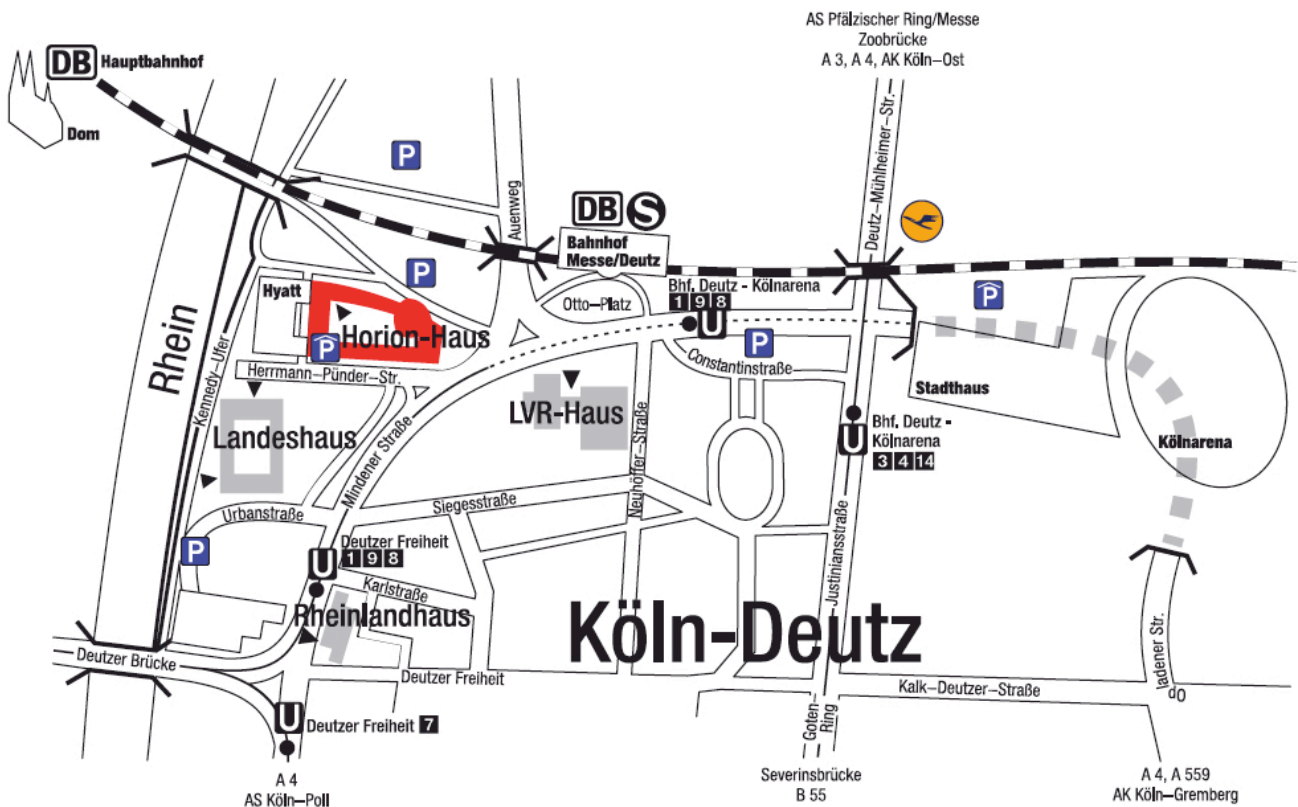 AS Pfälzischer Ring/Messe
Zoobrücke
A 3, A 4, AK Köln–Ost
DB Hauptbahnhof
Dom
P
Auenweg
Deutz–Mühlheimer–Str.
DB S
Bahnhof
Messe/Deutz
P
Hyatt
Otto–Platz
Bhf. Deutz - Kölnarena
1 9 8
U
P
P
Horion-Haus
P
Rhein
Kennedy–Ufer
Herrmann–Pünder–Str.
Constantinstraße
Stadthaus
LVR-Haus
Landeshaus
Mindener Straße
Neuhöffer–Straße
Bhf. Deutz -
Kölnarena
3 4 14
U
Kölnarena
Siegesstraße
Urbanstraße
P
Deutzer Freiheit
1 9 8
U
Karlstraße
Justiniansstraße
Rheinlandhaus
Köln-Deutz
Deutzer Brücke
Deutzer Freiheit
Kalk–Deutzer–Straße
ladener Str.
do
U
Deutzer Freiheit 7
Goten–
Ring
A 4
AS Köln–Poll
Severinsbrücke
B 55
A 4, A 559
AK Köln–Gremberg